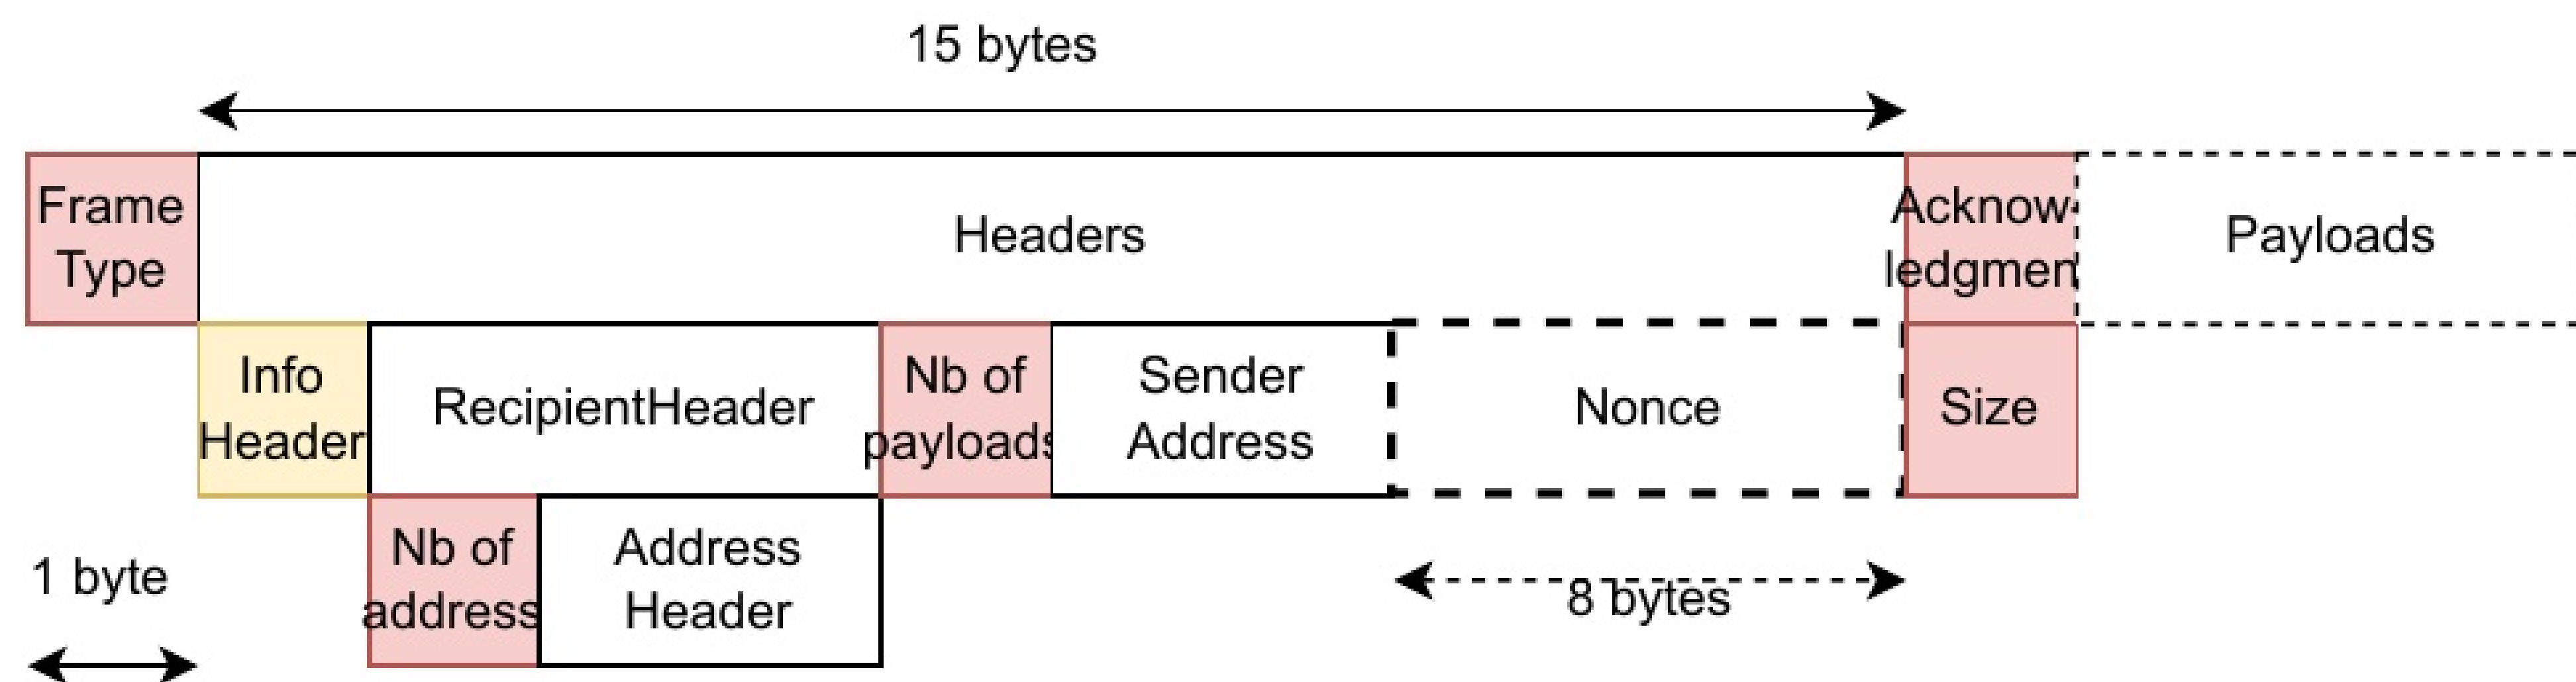 15 bytes
Frame
Type
Headers
Acknow-
ledgmen
Payloads
Info
Header
RecipientHeader
Nb of
payloads
Sender
Address
Nonce
Size
1 byte
Nb of
address
Address
Header
8 bytes